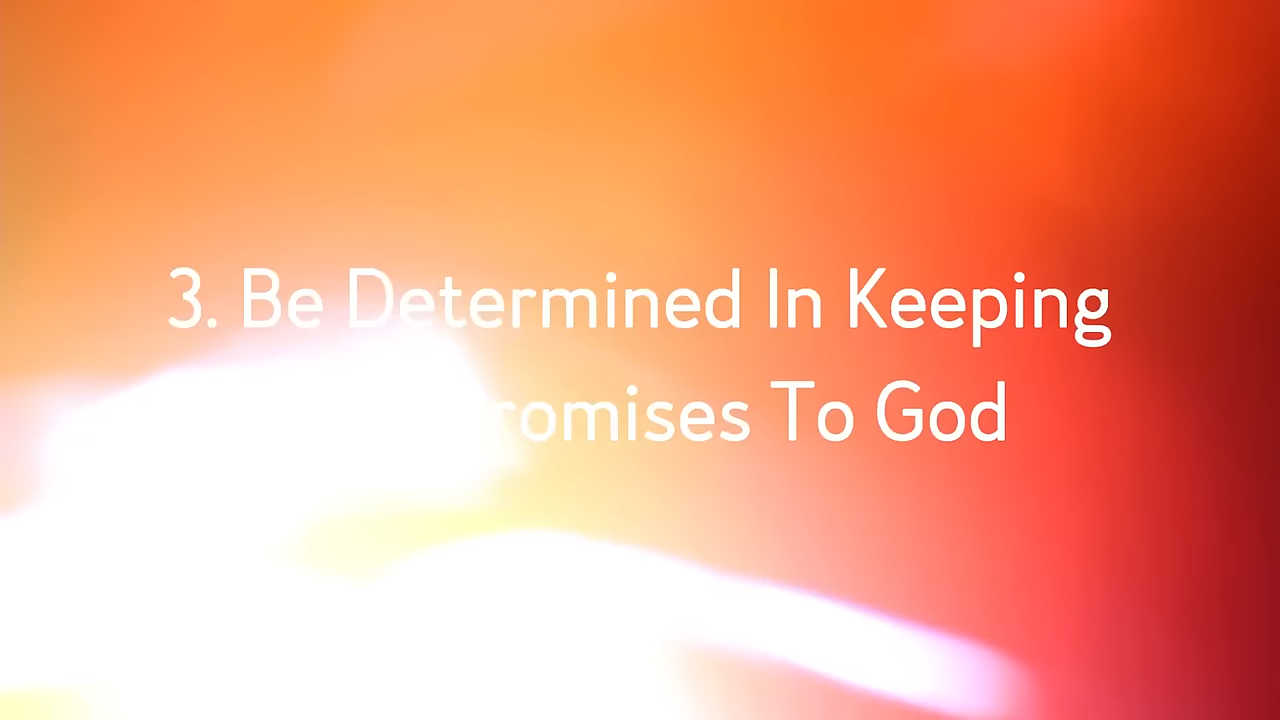 3. Be Determined In Keeping
Promises To God